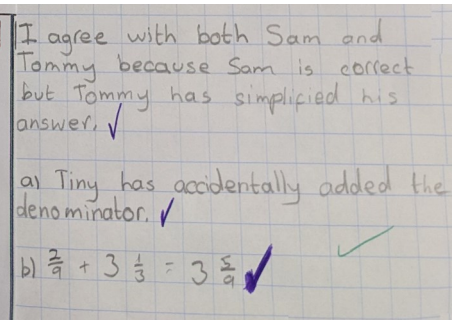 I agree with both Sam and
Tommy because Sam is correct
but Tommy has simplicied his
answer. ✓
a) Tiny has accidentally added the
denominator. ✓
b) 2/9 + 3 1/3 = 3 5/9 ✓